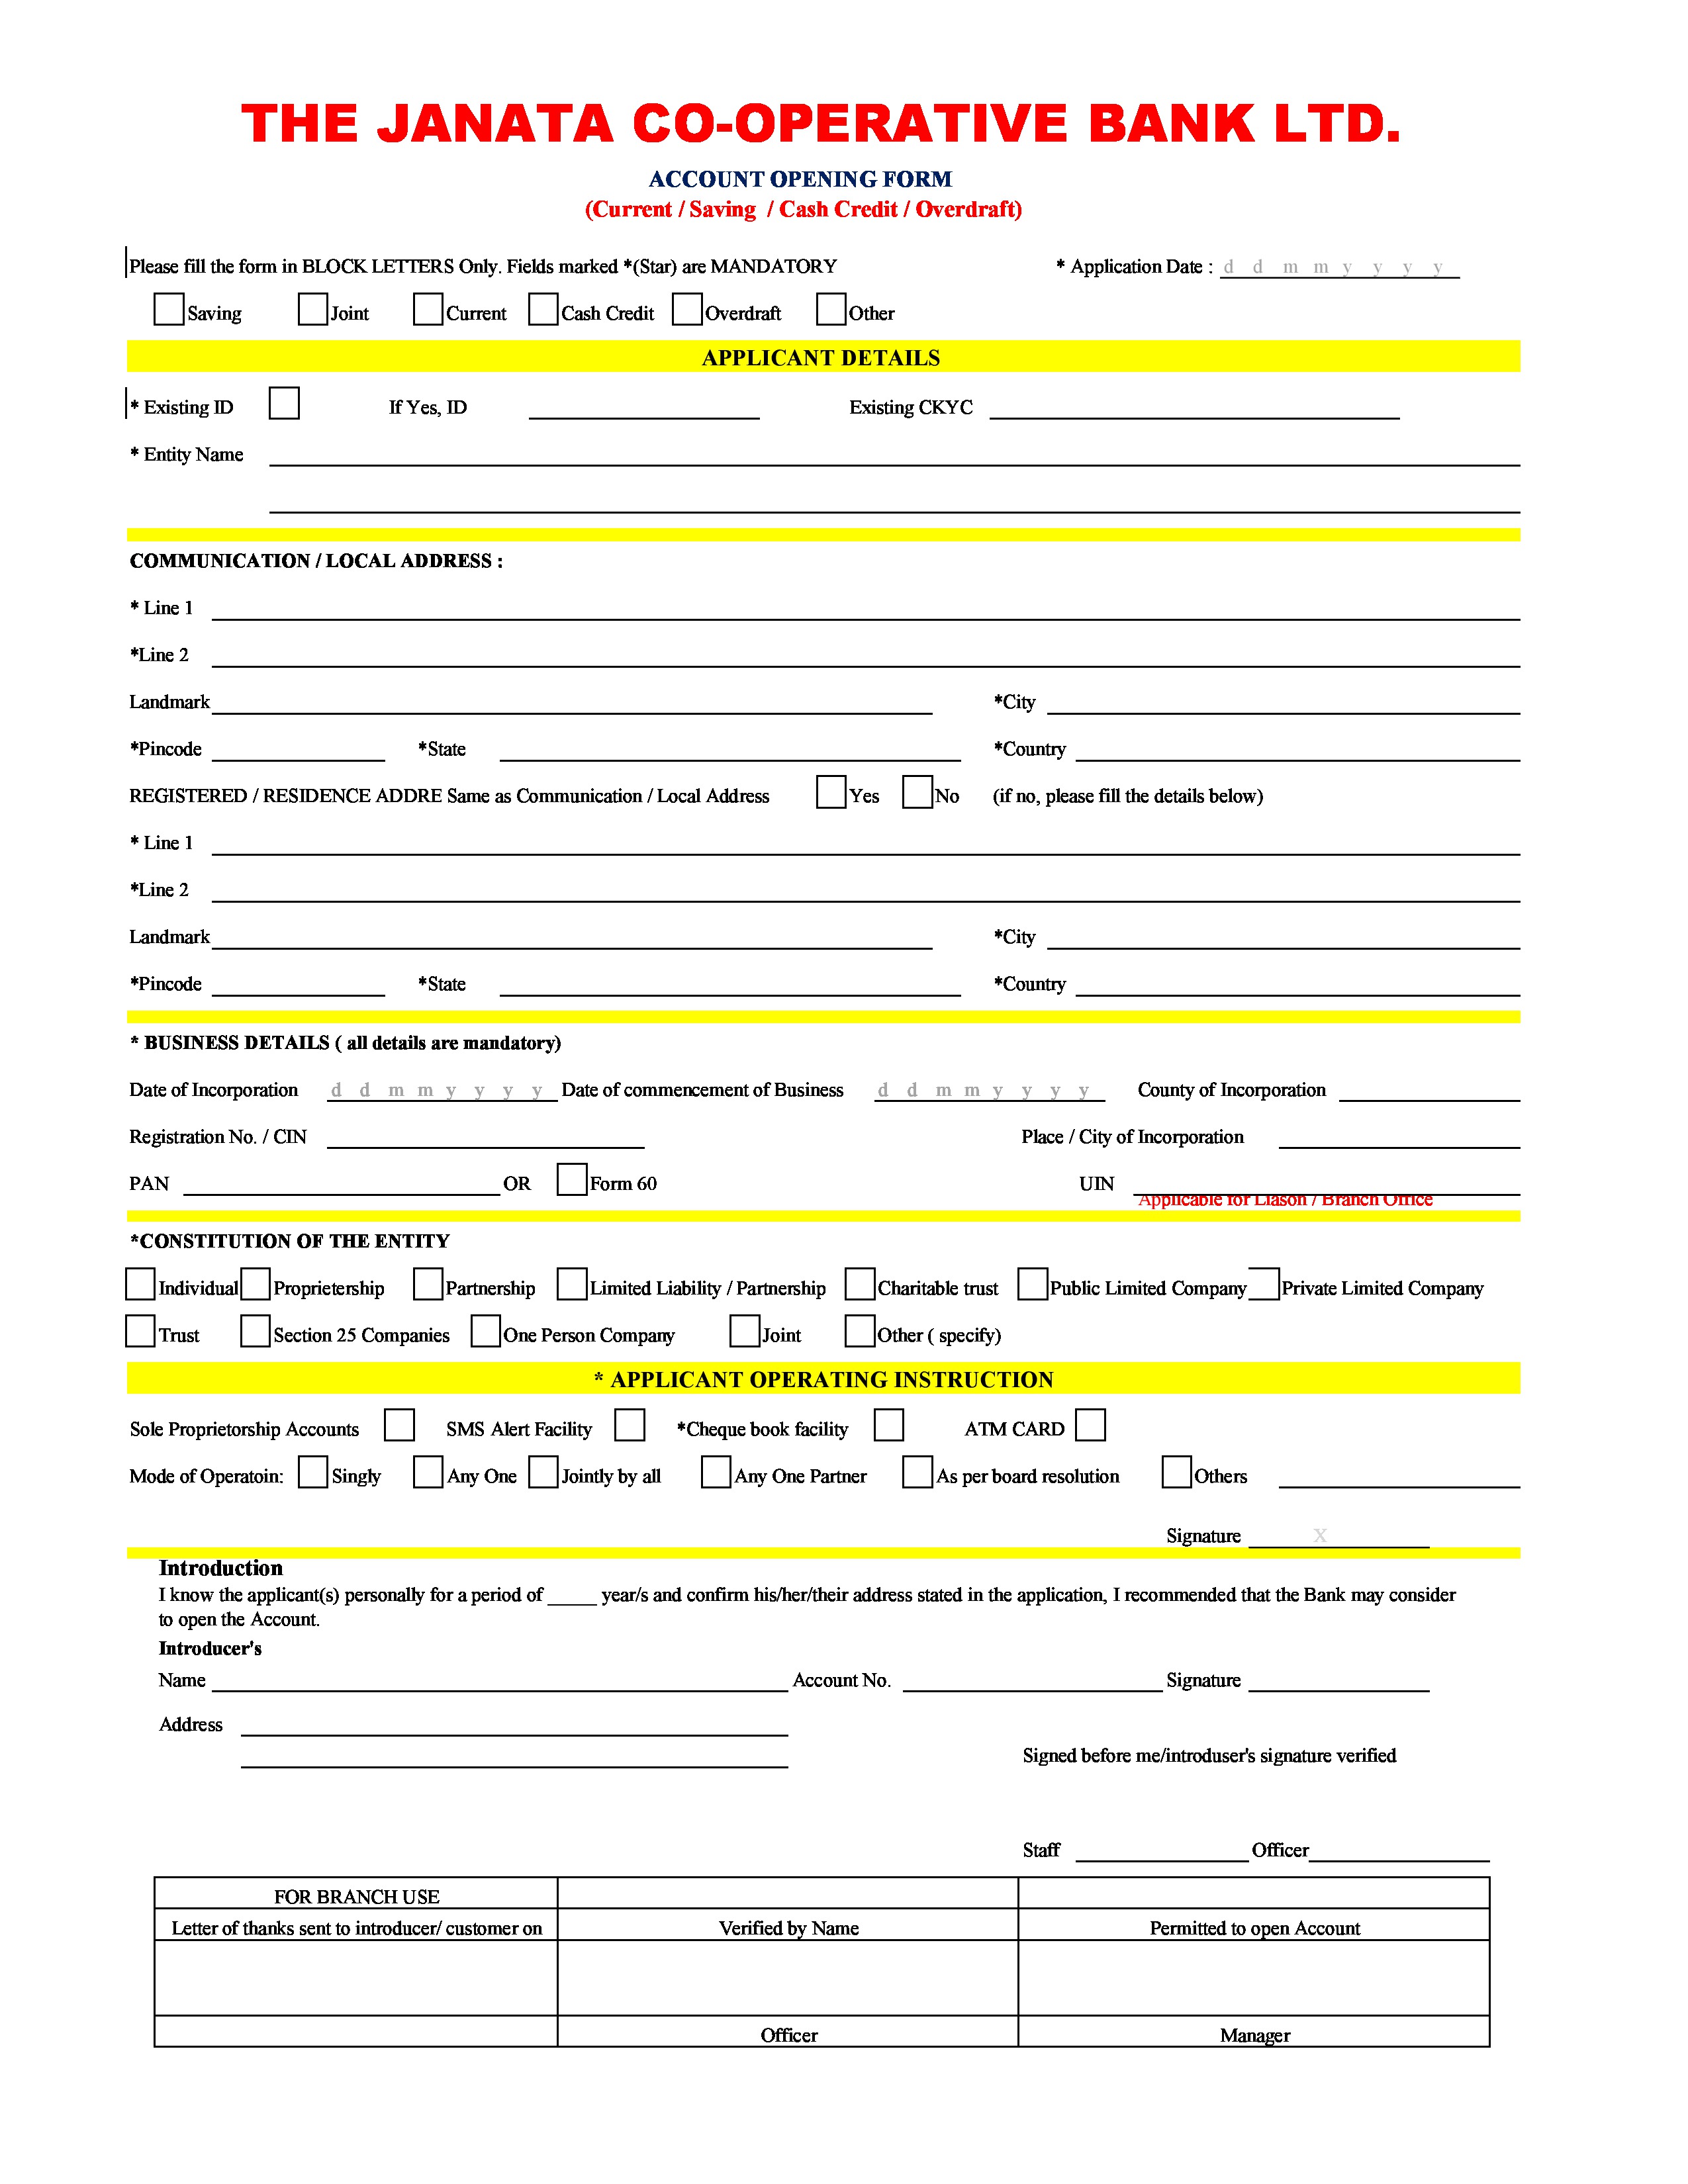 THE JANATA CO-OPERATIVE BANK LTD.
ACCOUNT OPENING FORM
(Current / Saving / Cash Credit / Overdraft)
Please fill the form in BLOCK LETTERS Only. Fields marked *(Star) are MANDATORY * Application Date : d d m m y y y y
Saving Joint Current Cash Credit Overdraft Other
APPLICANT DETAILS
* Existing ID If Yes, ID Existing CKYC
* Entity Name
COMMUNICATION / LOCAL ADDRESS :
* Line 1
*Line 2
Landmark *City
*Pincode *State *Country
REGISTERED / RESIDENCE ADDRE Same as Communication / Local Address Yes No (if no, please fill the details below)
* Line 1
*Line 2
Landmark *City
*Pincode *State *Country
* BUSINESS DETAILS ( all details are mandatory)
Date of Incorporation d d m m y y y y Date of commencement of Business d d m m y y y y County of Incorporation
Registration No. / CIN Place / City of Incorporation
PAN OR Form 60 UIN
Applicable for Liason / Branch Office
*CONSTITUTION OF THE ENTITY
Individual Proprietership Partnership Limited Liability / Partnership Charitable trust Public Limited Company Private Limited Company
Trust Section 25 Companies One Person Company Joint Other ( specify)
* APPLICANT OPERATING INSTRUCTION
Sole Proprietorship Accounts SMS Alert Facility *Cheque book facility ATM CARD
Mode of Operatoin: Singly Any One Jointly by all Any One Partner As per board resolution Others
Signature X
Introduction
I know the applicant(s) personally for a period of _____ year/s and confirm his/her/their address stated in the application, I recommended that the Bank may consider
to open the Account.
Introducer's
Name Account No. Signature
Address
Signed before me/introduser's signature verified
Staff Officer
FOR BRANCH USE
Letter of thanks sent to introducer/ customer on Verified by Name Permitted to open Account
Officer Manager